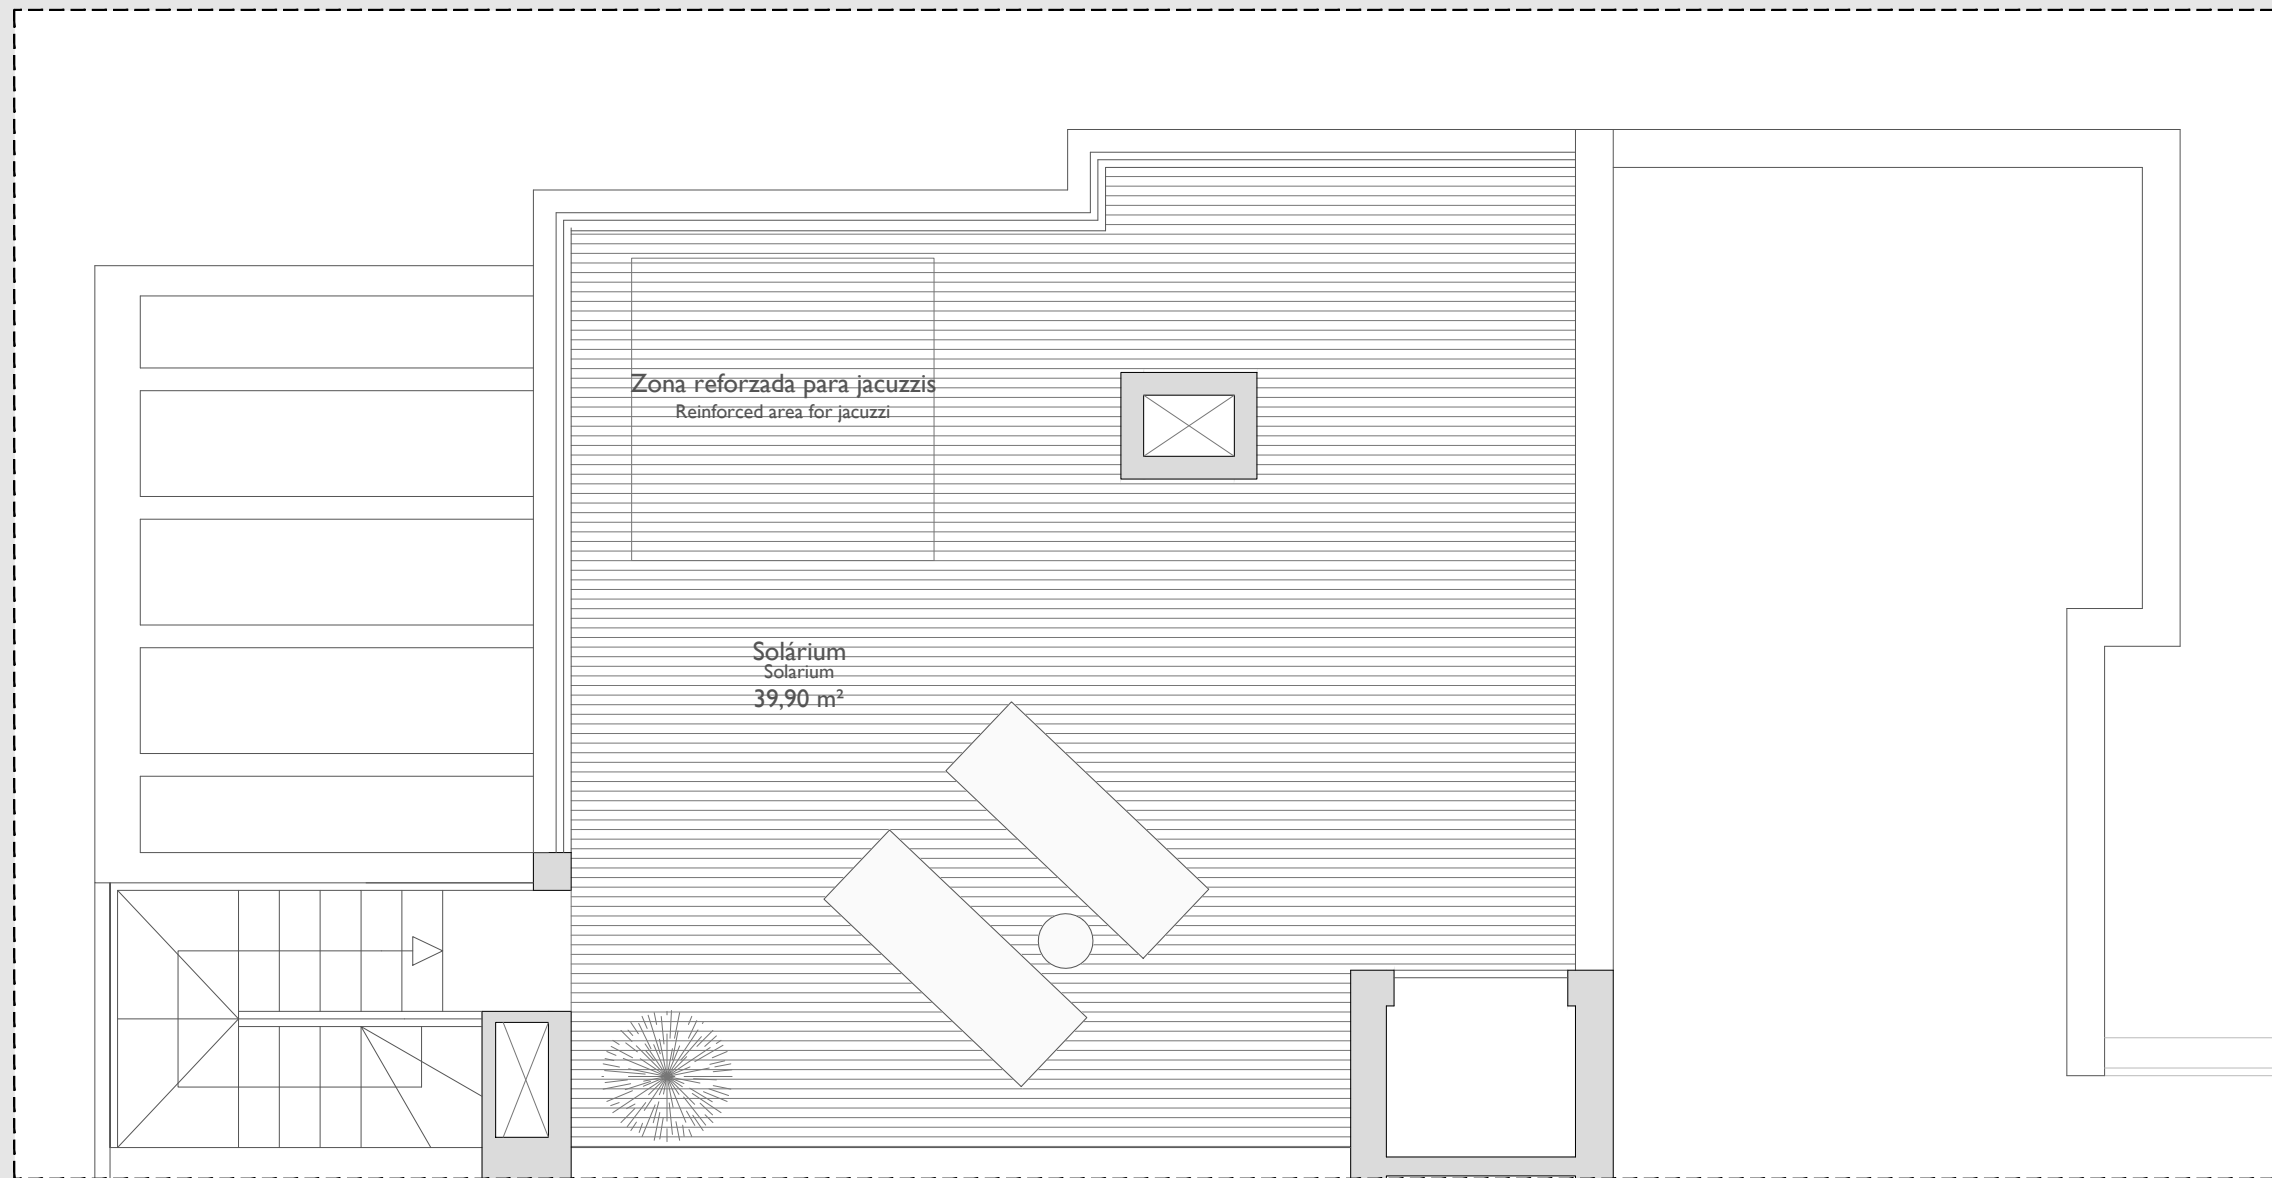 Zona reforzada para jacuzzis
Reinforced area for jacuzzi
Solárium
Solarium
39,90 m²